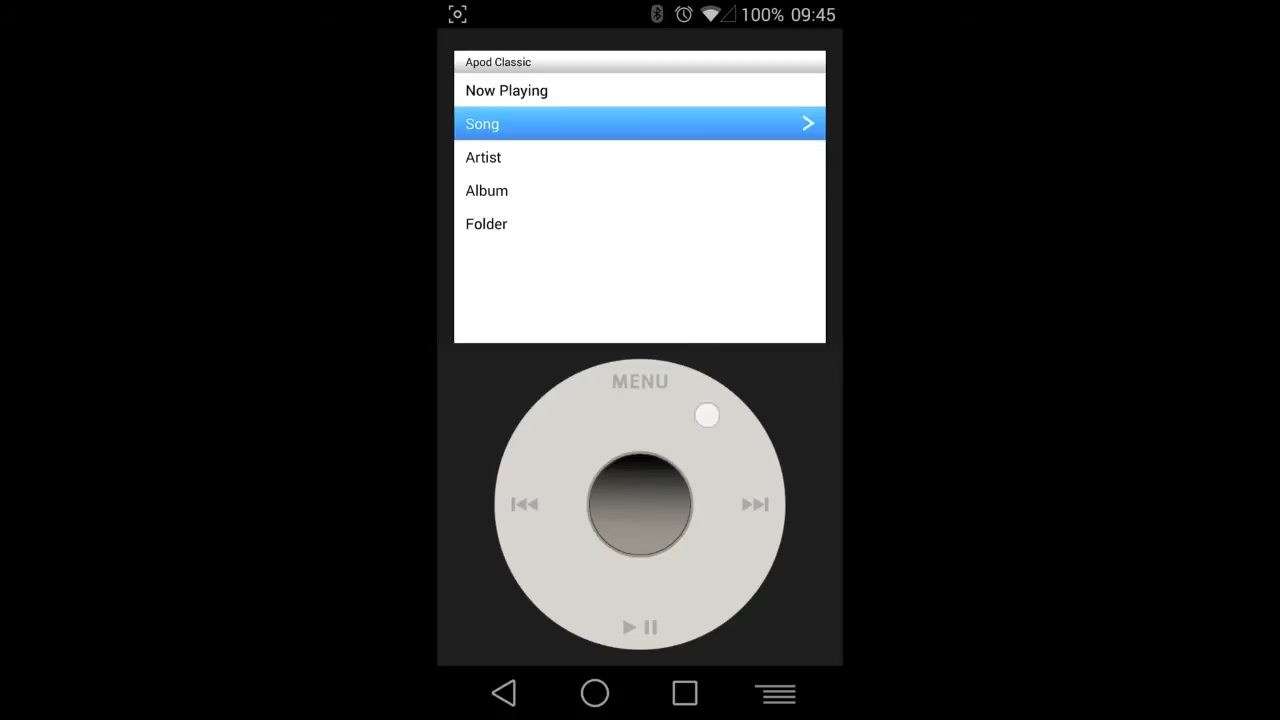 100% 09:45
Apod Classic
Now Playing
Song
Artist
Album
Folder
MENU